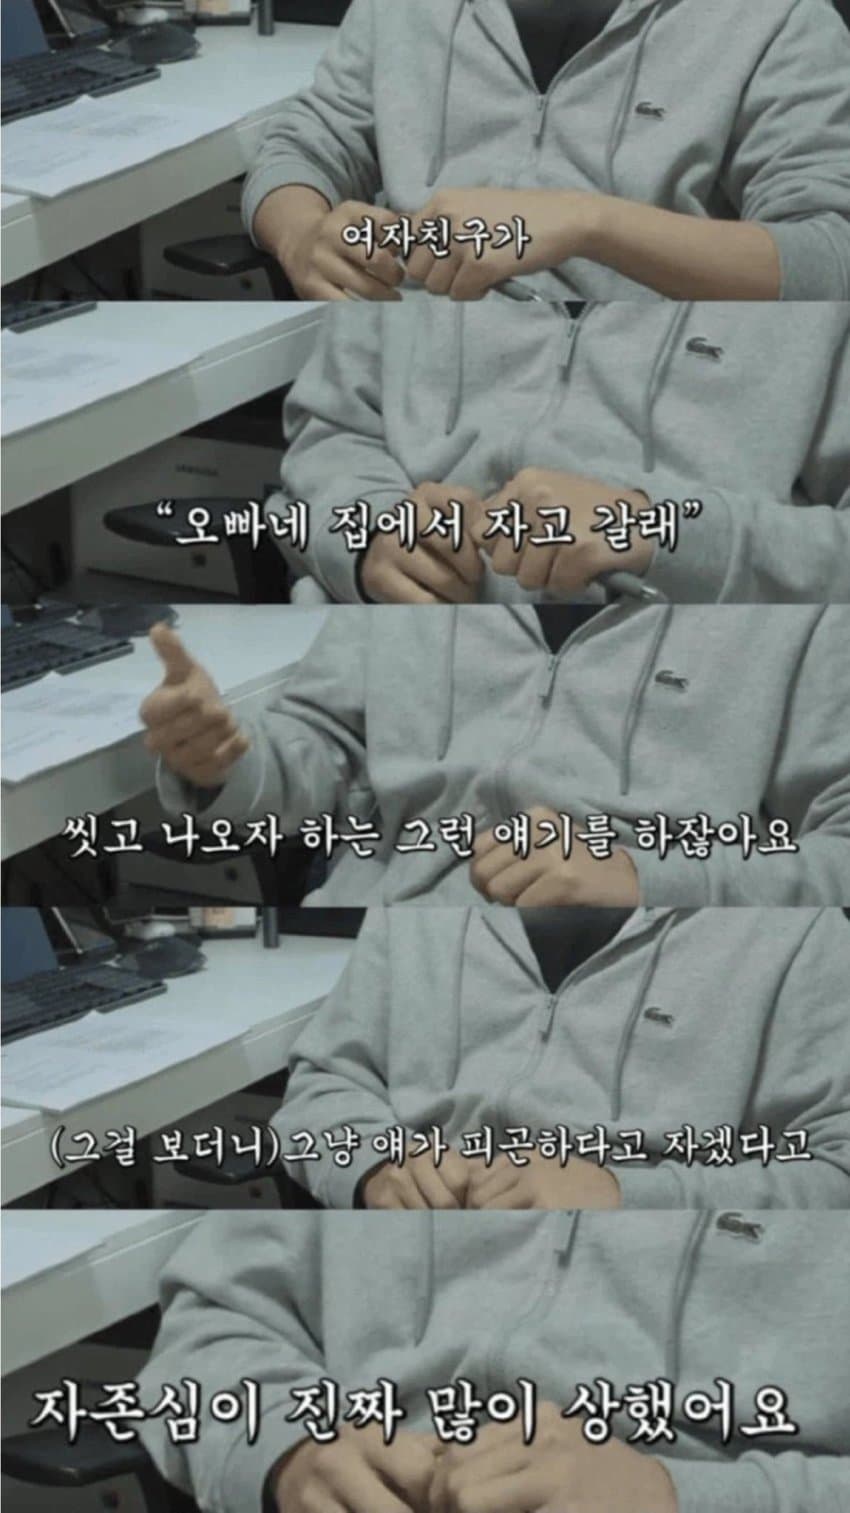 여자친구가
“오빠네 집에서 자고 갈래”
씻고 나오자 하는 그런 얘기를 하잖아요
(그걸 보더니)그냥 얘가 피곤하다고 자겠다고
자존심이 진짜 많이 상했어요